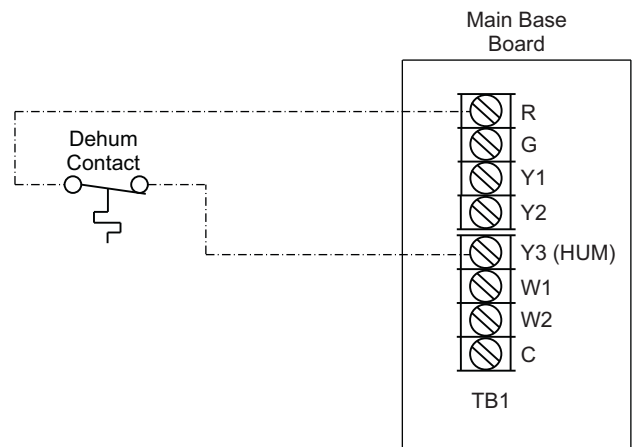 Main Base
Board
R
Dehum
Contact
G
Y1
Y2
Y3 (HUM)
W1
W2
C
TB1